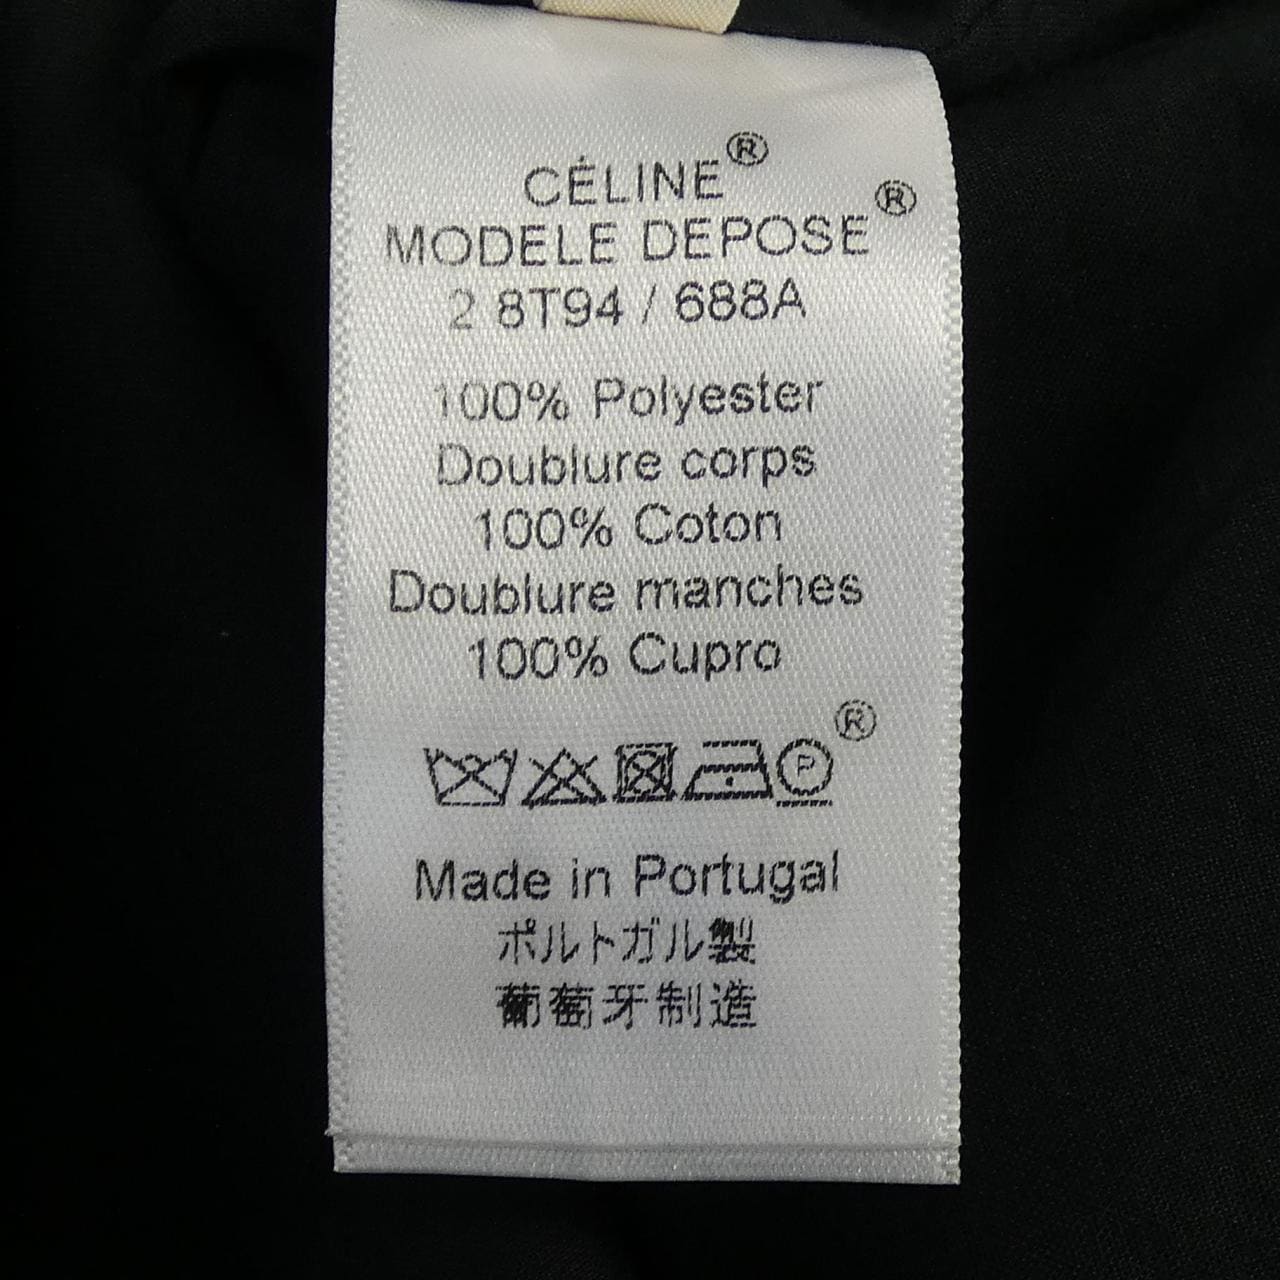 CÉLINE®
MODELE DEPOSE®
2 8T94 / 688A
100% Polyester
Doublure corps
100% Coton
Doublure manches
100% Cupro
P ®
Made in Portugal
ポルトガル製
葡萄牙制造